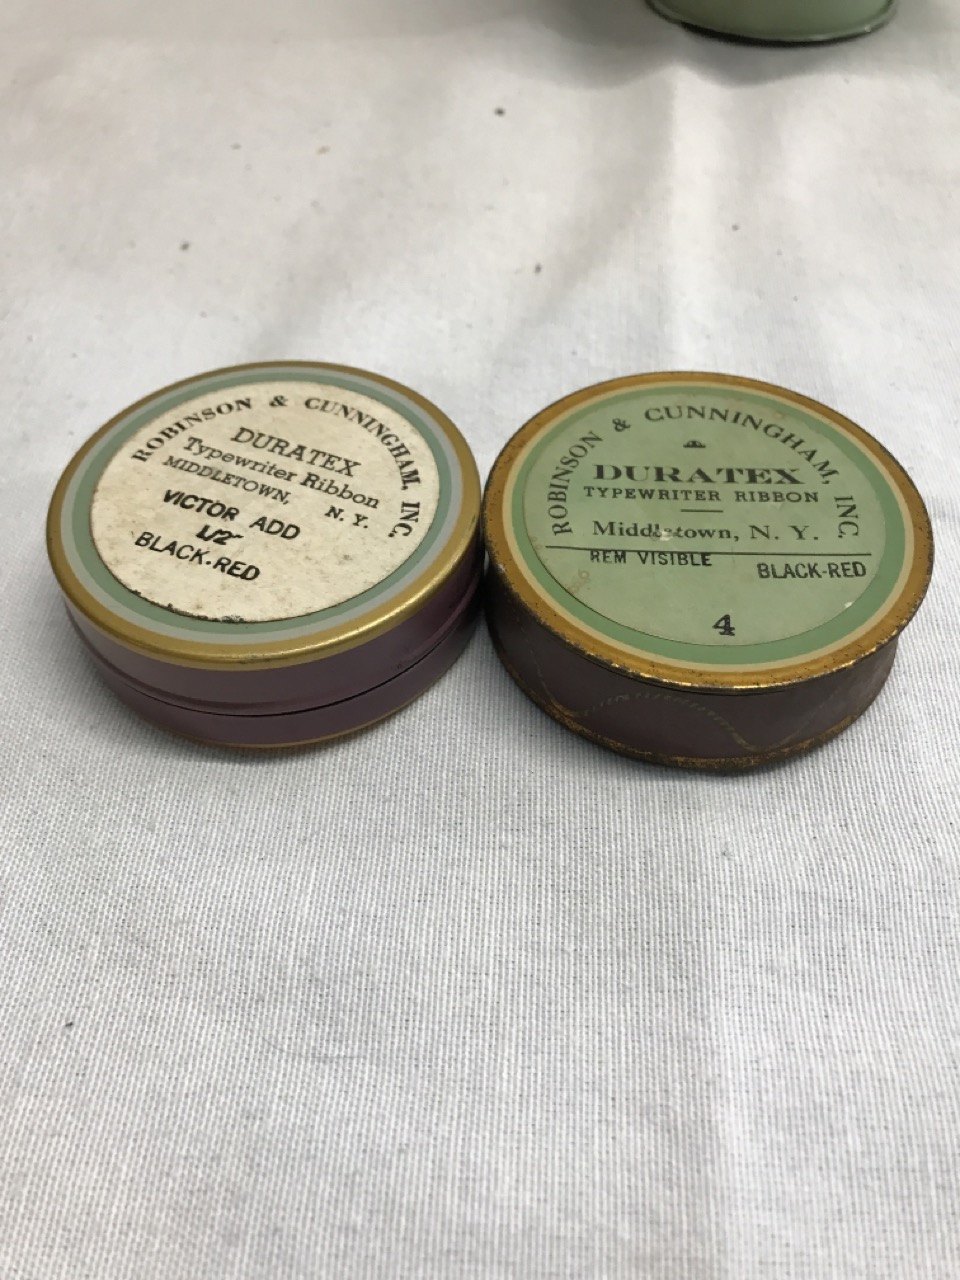 ROBINSON & CUNNINGHAM, INC.
DURATEX
Typewriter Ribbon
MIDDLETOWN, N. Y.
VICTOR ADD
1/2"
BLACK-RED
ROBINSON & CUNNINGHAM, INC.
DURATEX
TYPEWRITER RIBBON
Middletown, N. Y.
REM VISIBLE BLACK-RED
4